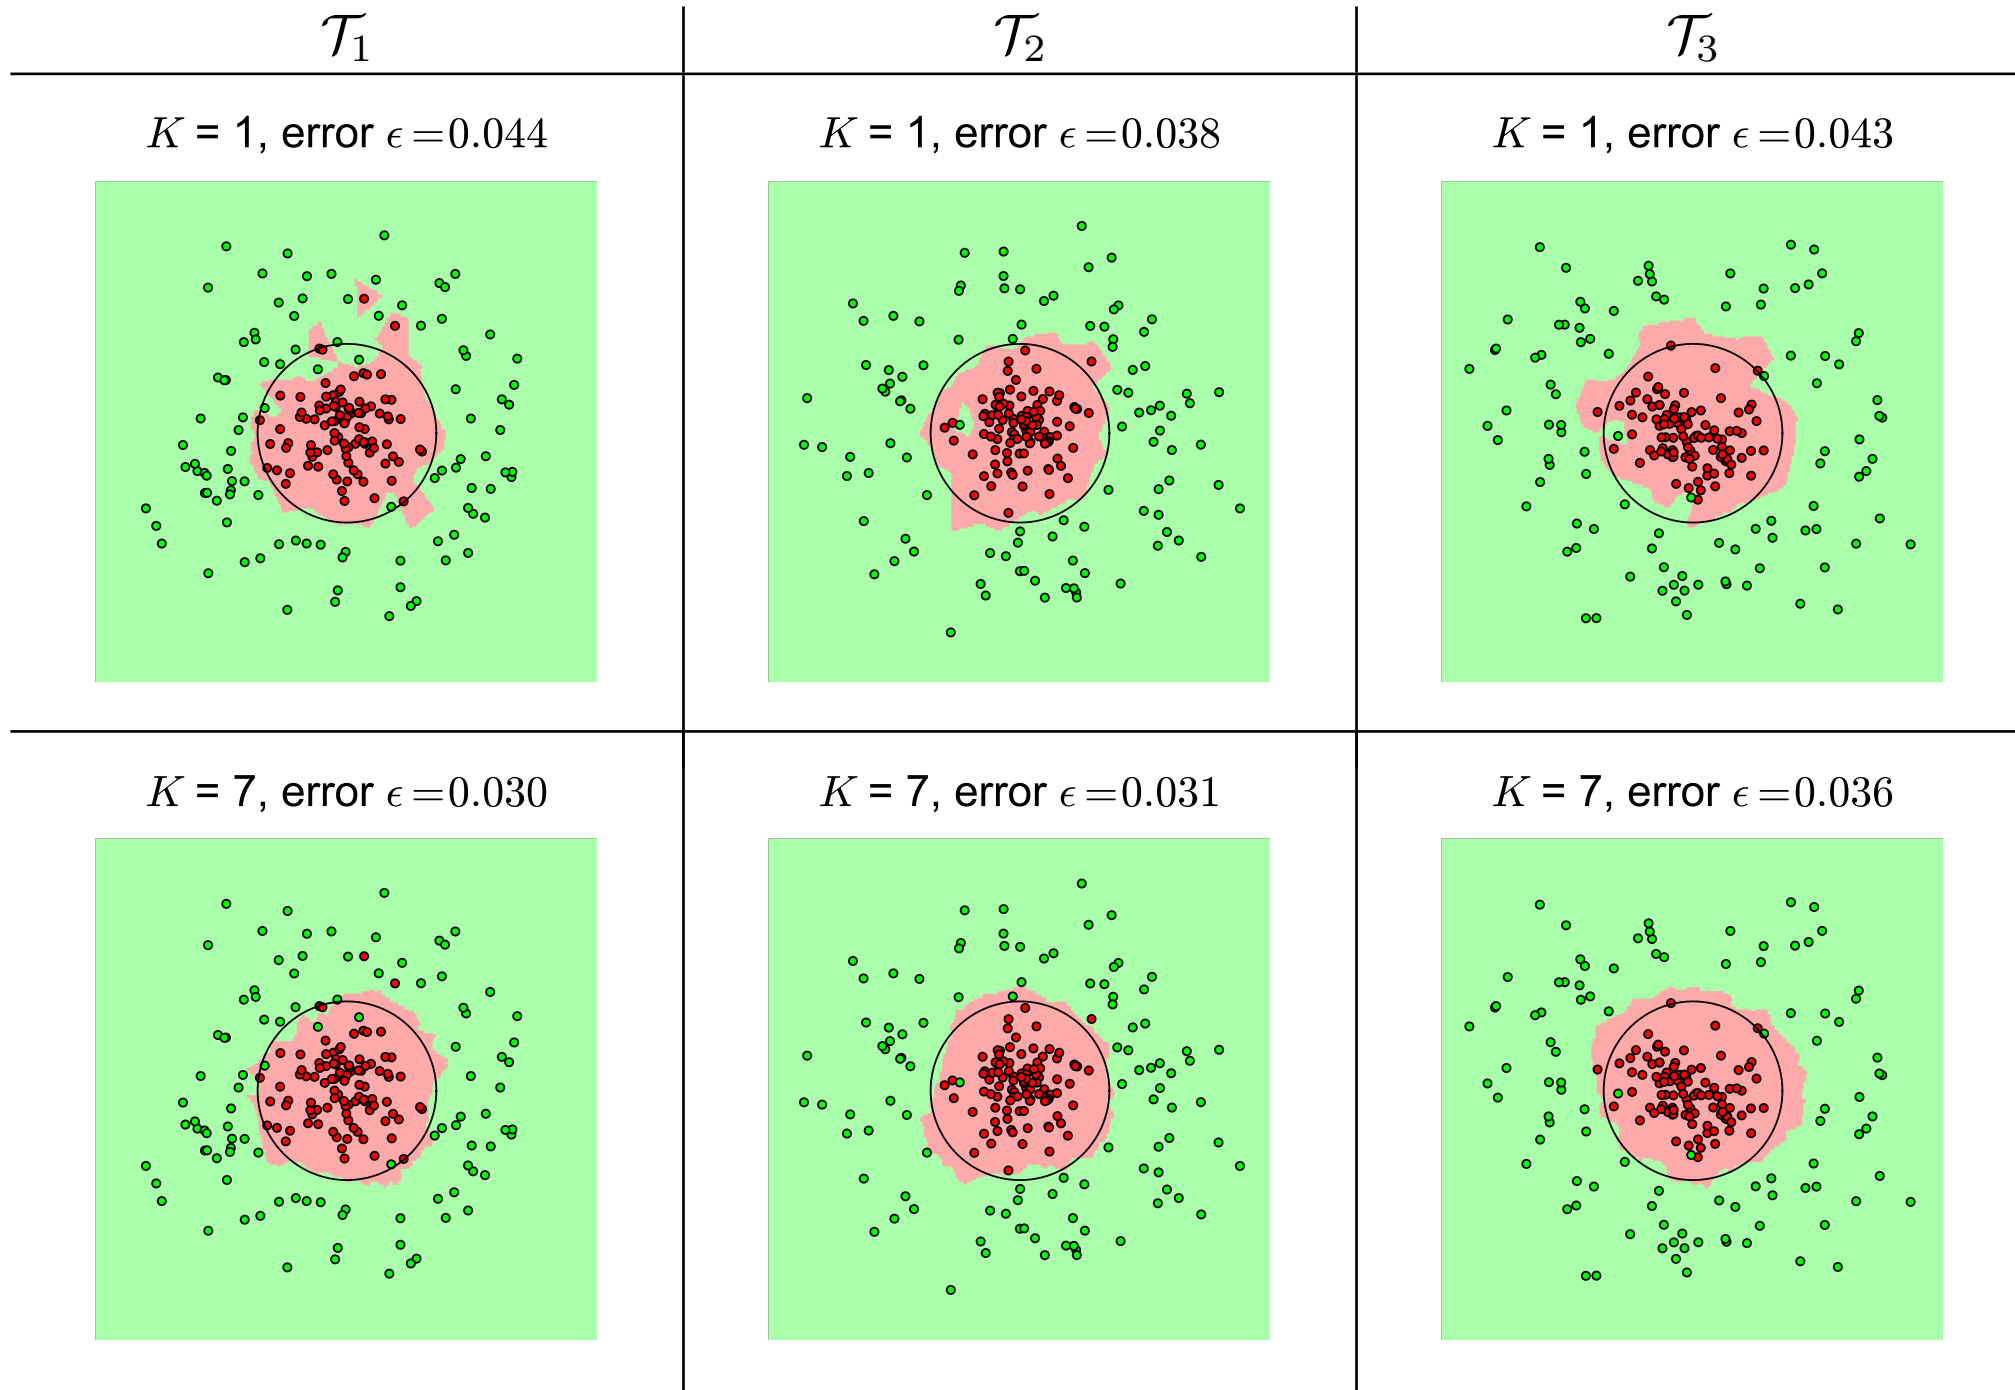 𝒯₁ 𝒯₂ 𝒯₃
K = 1, error ϵ=0.044 K = 1, error ϵ=0.038 K = 1, error ϵ=0.043
K = 7, error ϵ=0.030 K = 7, error ϵ=0.031 K = 7, error ϵ=0.036